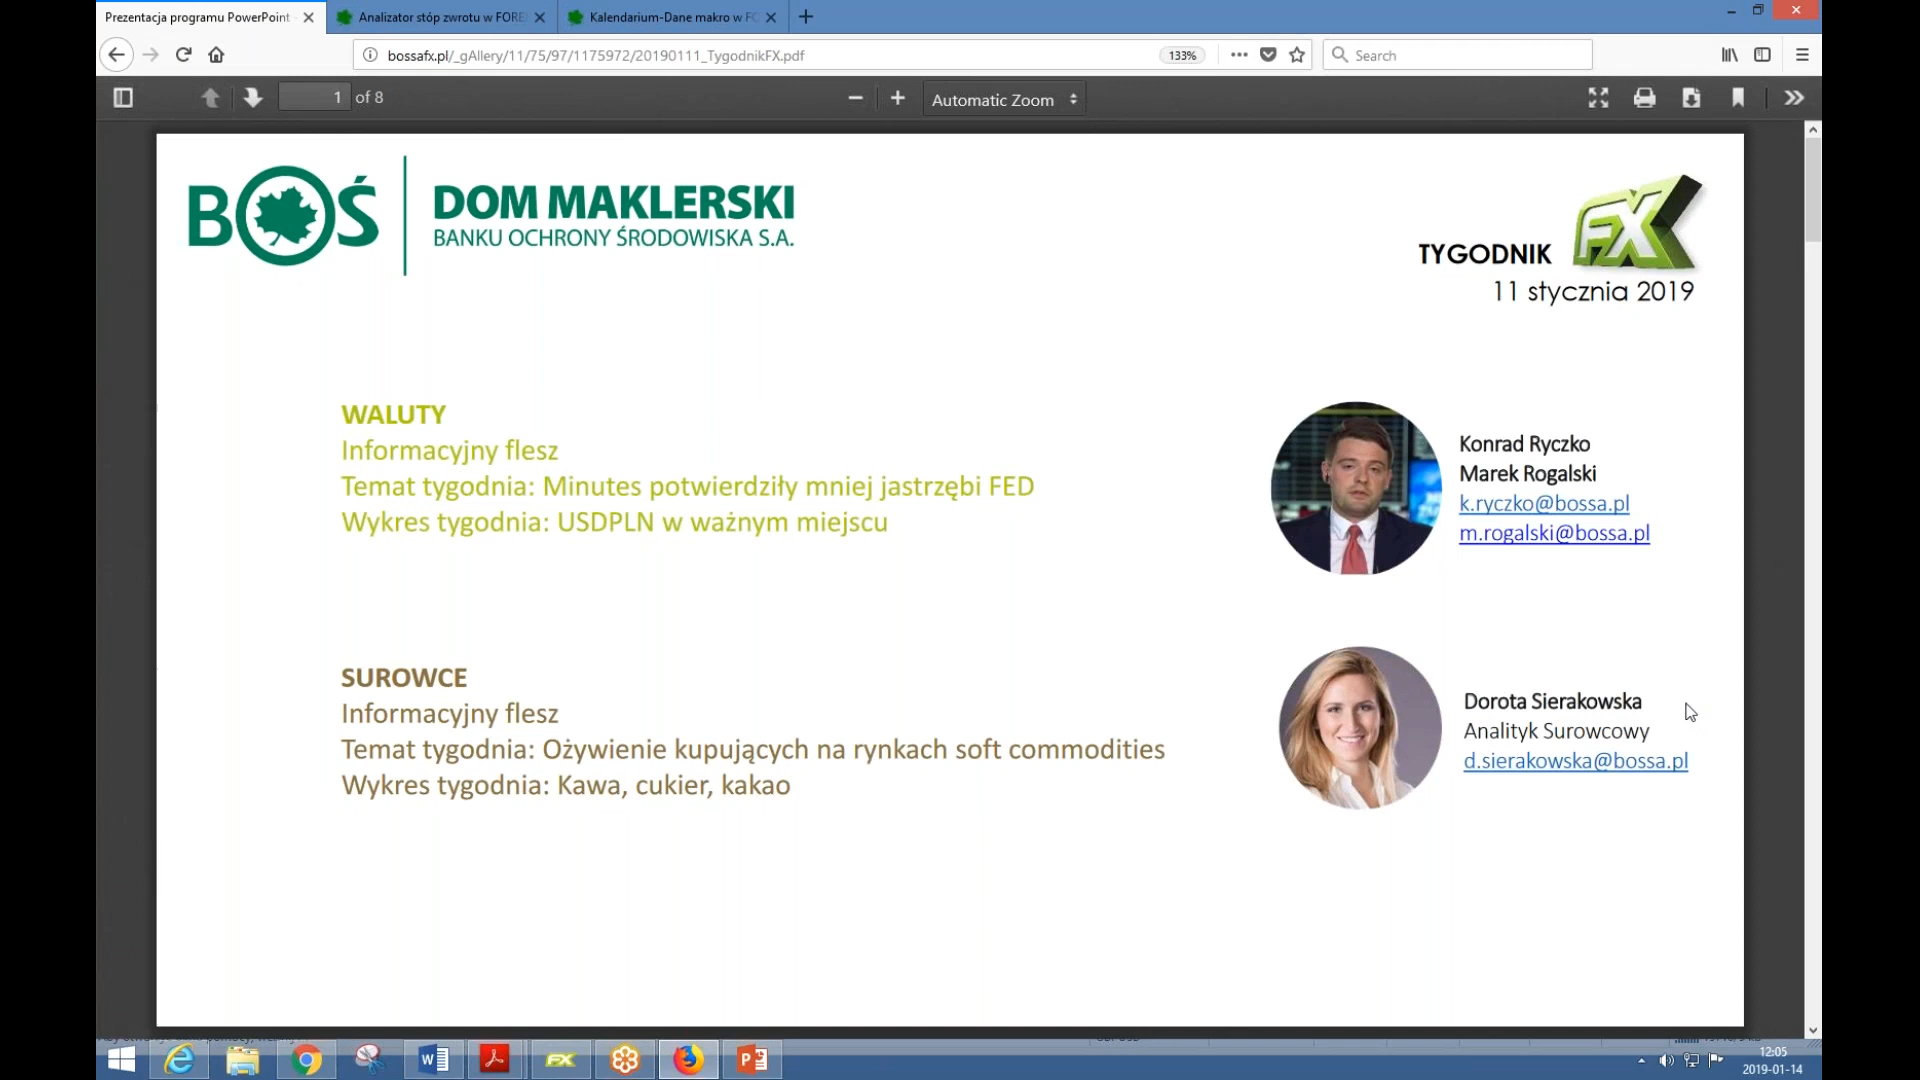 Prezentacja programu PowerPoint
Analizator stóp zwrotu w FORE
Kalendarium-Dane makro w FO
bossafx.pl/_gAllery/11/75/97/1175972/20190111_TygodnikFX.pdf
133%
Search
1 of 8
Automatic Zoom
BOŚ
DOM MAKLERSKI
BANKU OCHRONY ŚRODOWISKA S.A.
TYGODNIK FX
11 stycznia 2019
WALUTY
Informacyjny flesz
Temat tygodnia: Minutes potwierdziły mniej jastrzębi FED
Wykres tygodnia: USDPLN w ważnym miejscu
Konrad Ryczko
Marek Rogalski
k.ryczko@bossa.pl
m.rogalski@bossa.pl
SUROWCE
Informacyjny flesz
Temat tygodnia: Ożywienie kupujących na rynkach soft commodities
Wykres tygodnia: Kawa, cukier, kakao
Dorota Sierakowska
Analityk Surowcowy
d.sierakowska@bossa.pl
FX
12:05
2019-01-14